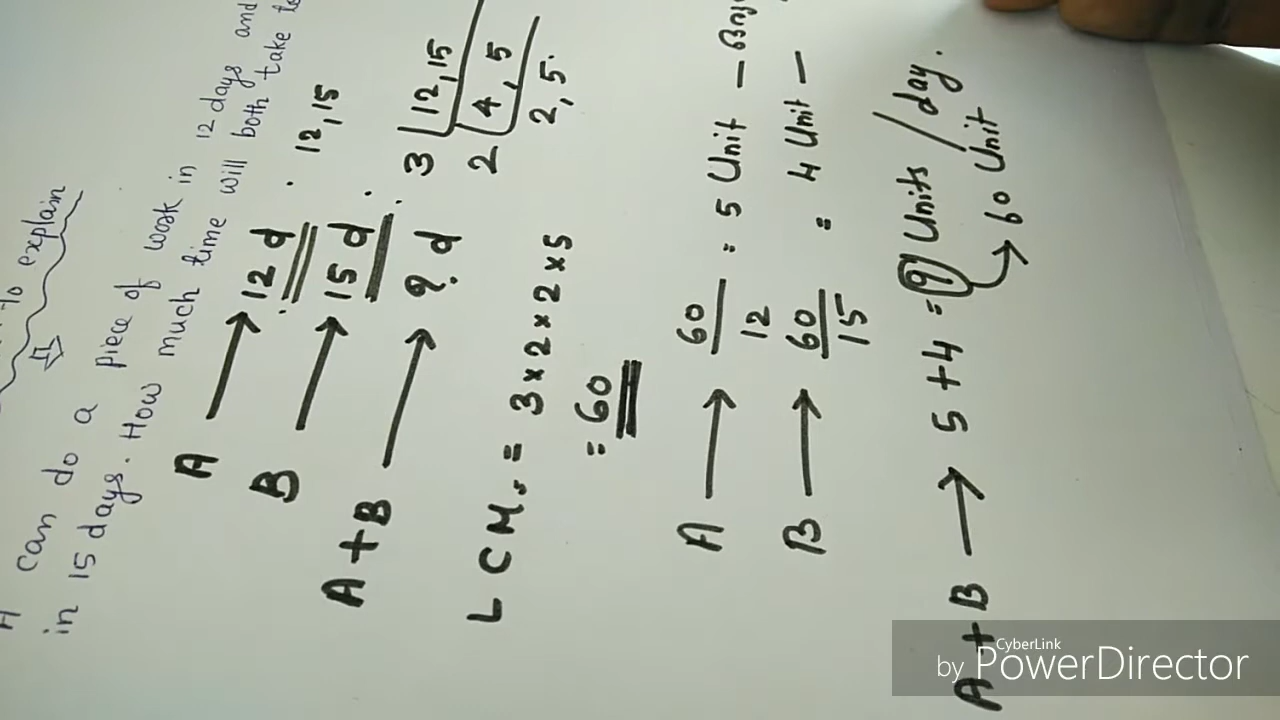 to explain
A can do a piece of work in 12 days and
in 15 days. How much time will both take to
A → 12 d . 12, 15
B → 15 d .
A + B → ? d
3 | 12, 15
2 | 4, 5
2, 5.
L C M. = 3 x 2 x 2 x 5
= 60
A → 60/12 = 5 Unit —
B → 60/15 = 4 Unit —
A + B → 5 + 4 = 9 Units / day.
→ 60 Unit
CyberLink
by PowerDirector